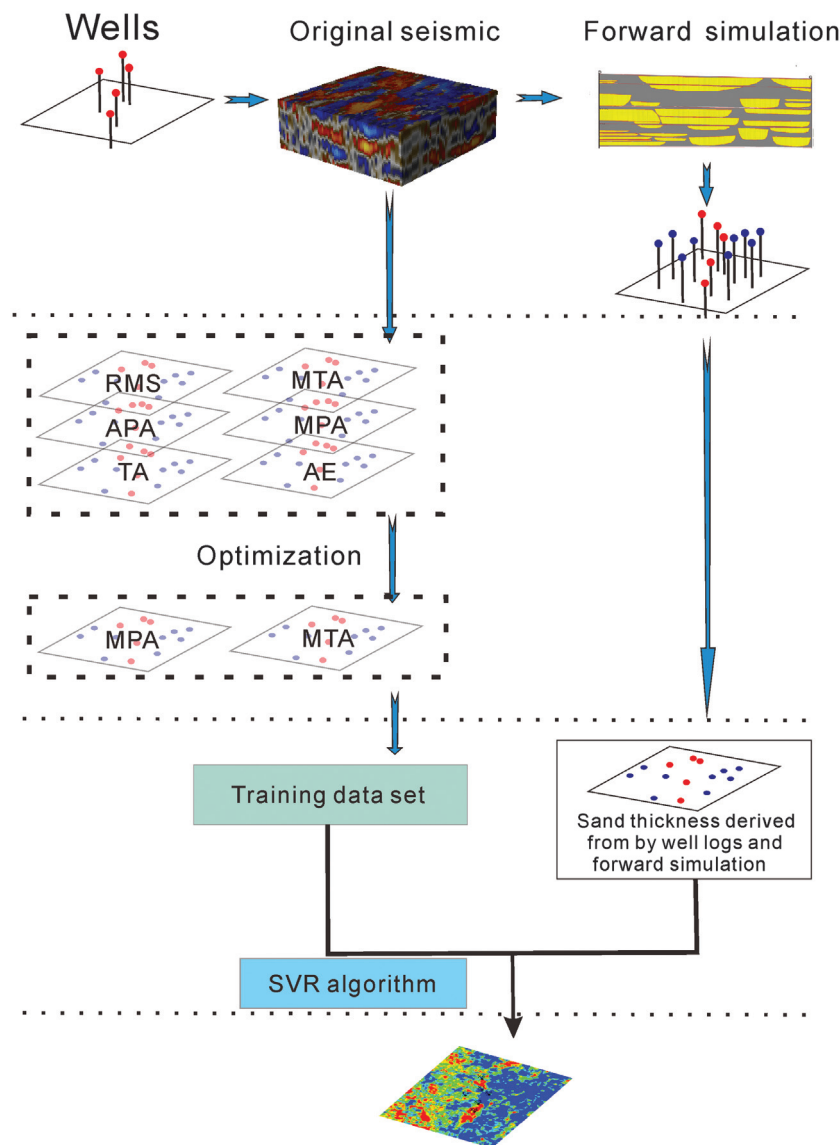 Wells
Original seismic
Forward simulation
RMS
MTA
APA
MPA
TA
AE
Optimization
MPA
MTA
Training data set
Sand thickness derived
from by well logs and
forward simulation
SVR algorithm